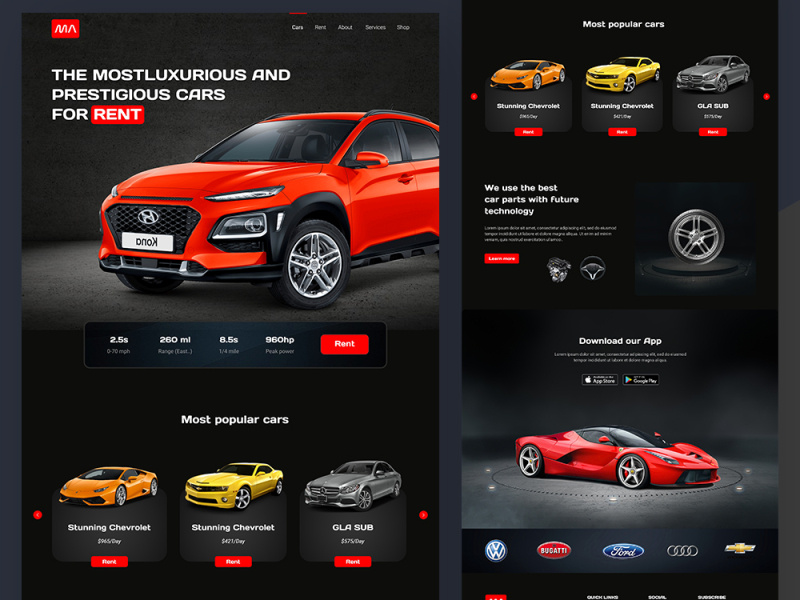 MA
Cars Rent About Services Shop
THE MOSTLUXURIOUS AND
PRESTIGIOUS CARS
FOR RENT
Kona
2.5s 260 ml 8.5s 960hp
0-70 mph Range (East..) 1/4 mile Peak power
Rent
Most popular cars
Stunning Chevrolet
$965/Day
Rent
Stunning Chevrolet
$421/Day
Rent
GLA SUB
$575/Day
Rent
Most popular cars
Stunning Chevrolet
$965/Day
Rent
Stunning Chevrolet
$421/Day
Rent
GLA SUB
$575/Day
Rent
We use the best
car parts with future
technology
Lorem ipsum dolor sit amet, consectetur adipiscing elit, sed do eiusmod
tempor incididunt ut labore et dolore magna aliqua. Ut enim ad minim
veniam, quis nostrud exercitation ullamco..
Learn more
Download our App
Lorem ipsum dolor sit amet, consectetur adipiscing elit, sed do eiusmod
tempor incididunt ut labore et dolore magna aliqua.
App Store
Google Play
BUGATTI
Ford
QUICK LINKS SOCIAL SUBSCRIBE